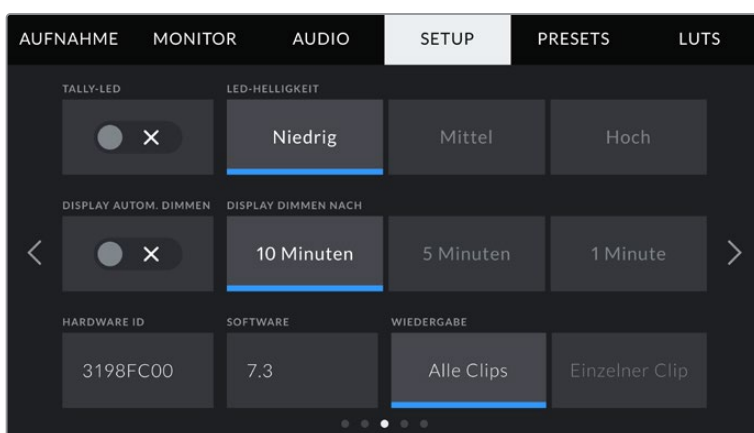 AUFNAHME MONITOR AUDIO SETUP PRESETS LUTS
TALLY-LED LED-HELLIGKEIT
Niedrig Mittel Hoch
DISPLAY AUTOM. DIMMEN DISPLAY DIMMEN NACH
10 Minuten 5 Minuten 1 Minute
HARDWARE ID SOFTWARE WIEDERGABE
3198FC00 7.3 Alle Clips Einzelner Clip